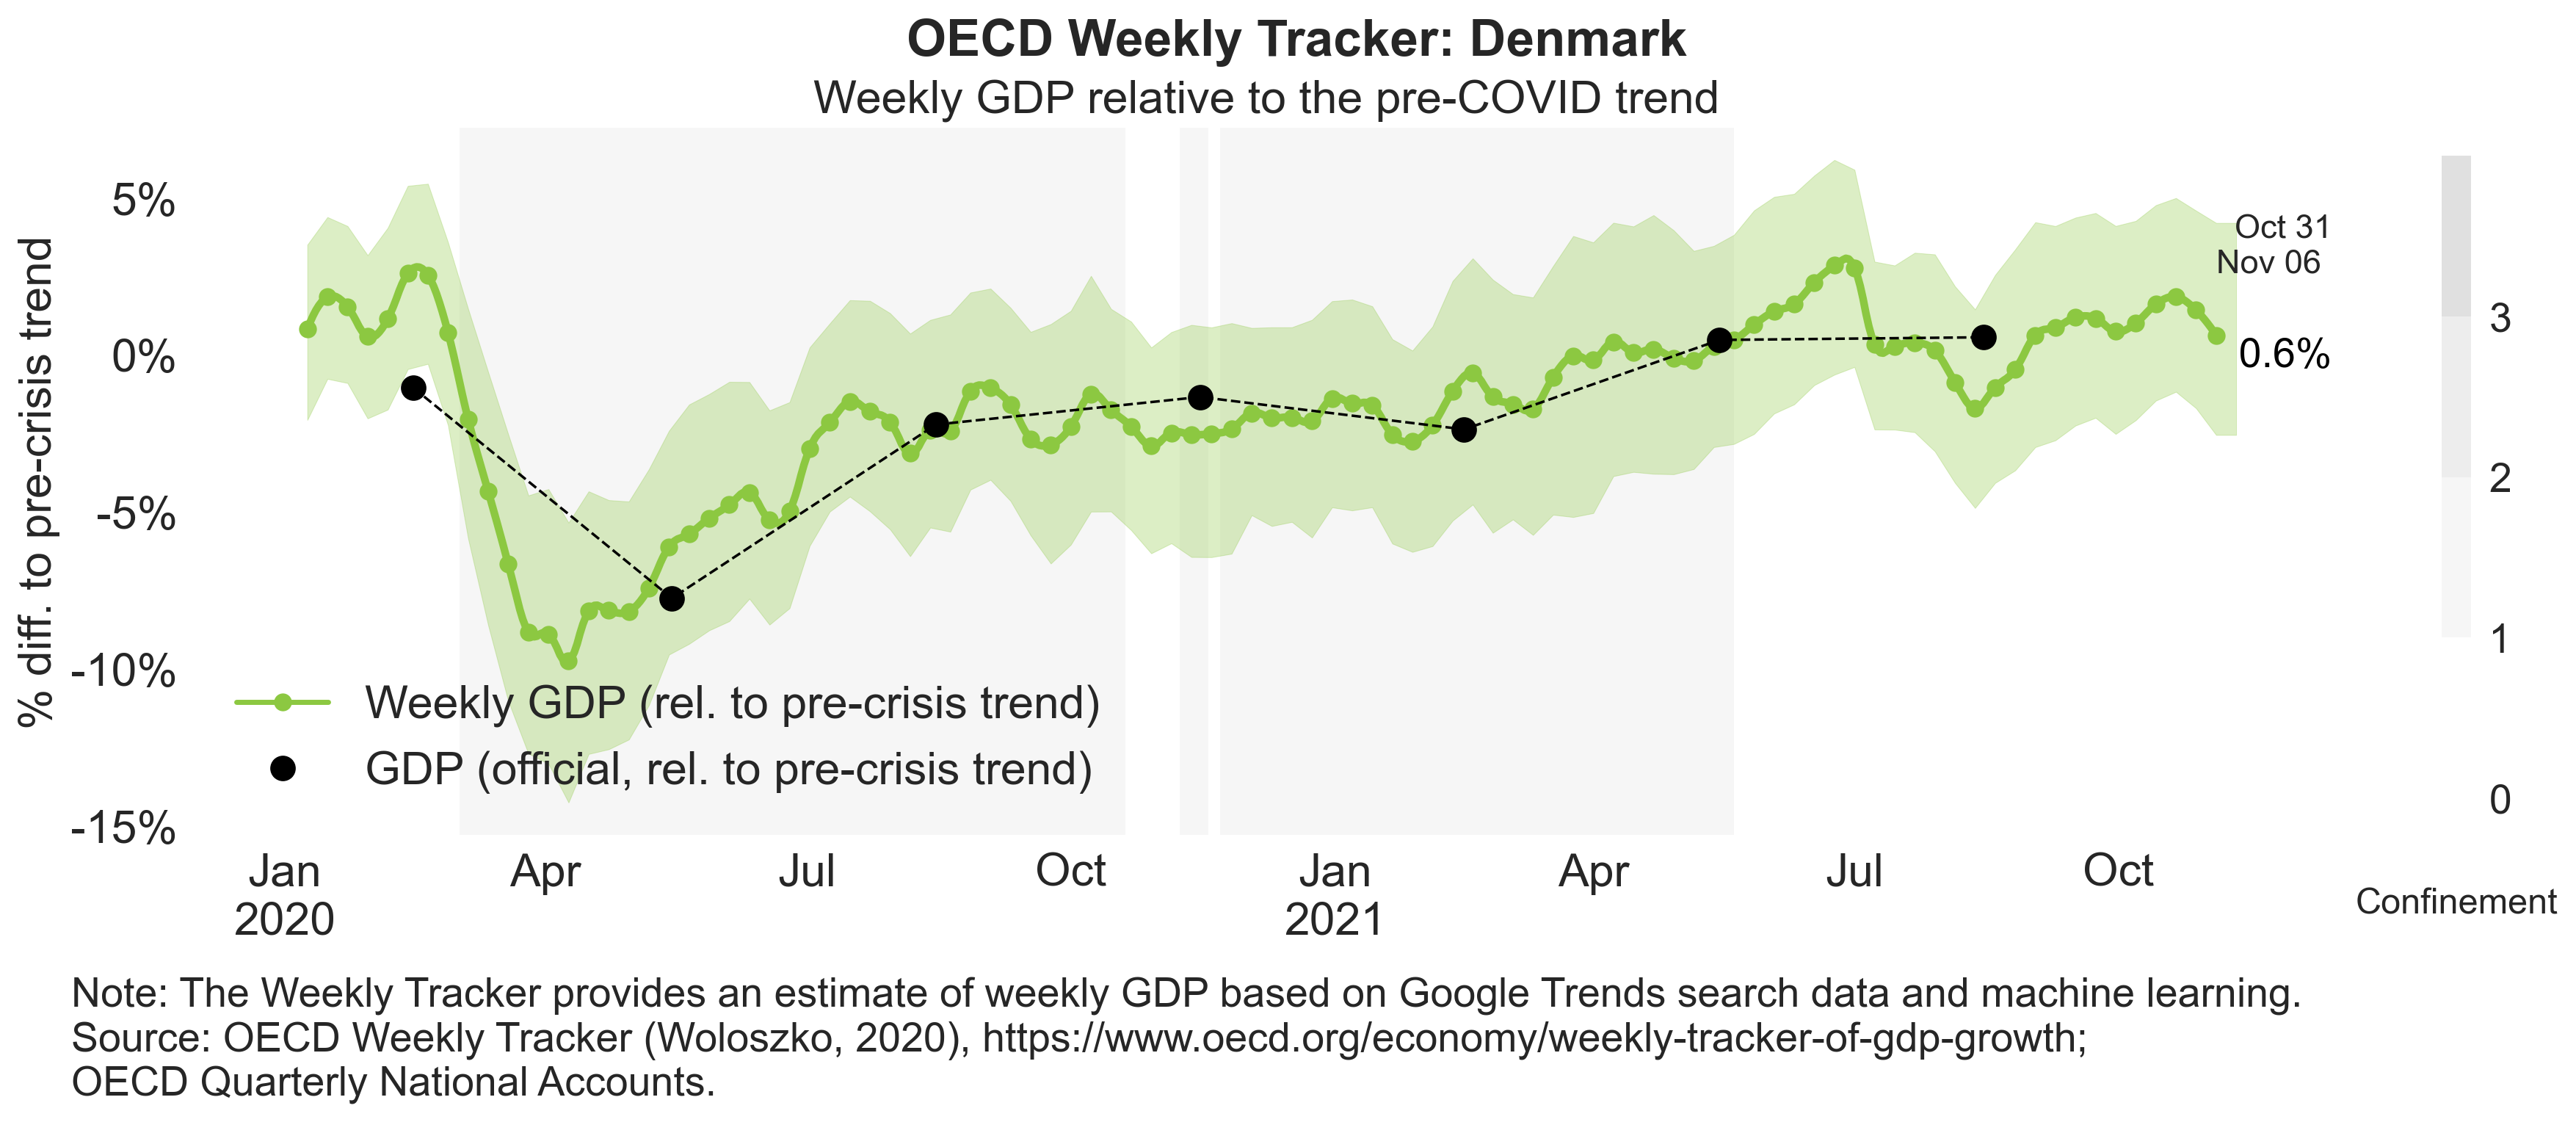 OECD Weekly Tracker: Denmark
Weekly GDP relative to the pre-COVID trend
% diff. to pre-crisis trend
5%
0%
-5%
-10%
-15%
Oct 31
Nov 06
0.6%
Weekly GDP (rel. to pre-crisis trend)
GDP (official, rel. to pre-crisis trend)
3
2
1
0
Confinement
Jan Apr Jul Oct Jan Apr Jul Oct
2020 2021
Note: The Weekly Tracker provides an estimate of weekly GDP based on Google Trends search data and machine learning.
Source: OECD Weekly Tracker (Woloszko, 2020), https://www.oecd.org/economy/weekly-tracker-of-gdp-growth;
OECD Quarterly National Accounts.